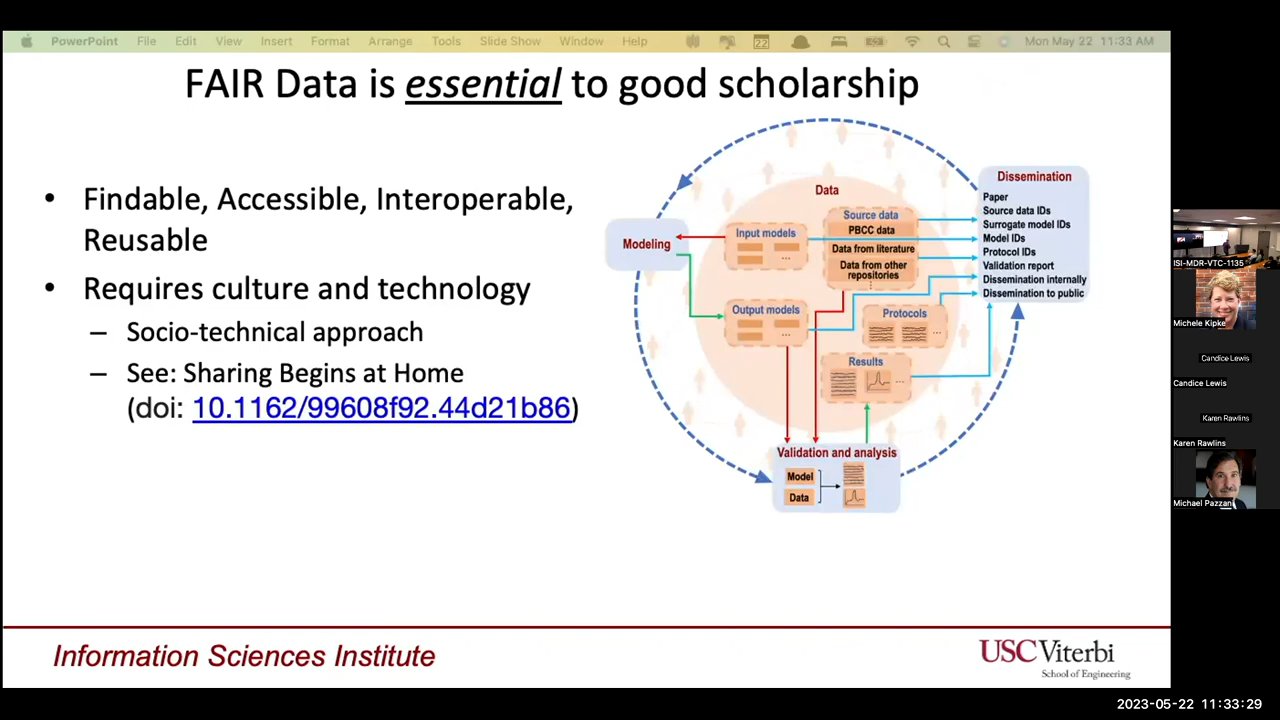 PowerPoint File Edit View Insert Format Arrange Tools Slide Show Window Help 22 Mon May 22 11:33 AM
FAIR Data is essential to good scholarship
• Findable, Accessible, Interoperable,
Reusable
• Requires culture and technology
– Socio-technical approach
– See: Sharing Begins at Home
(doi: 10.1162/99608f92.44d21b86)
Data
Modeling
Input models
...
Source data
PBCC data
Data from literature
Data from other
repositories
Output models
...
Protocols
...
Results
...
Validation and analysis
Model
Data
Dissemination
Paper
Source data IDs
Surrogate model IDs
Model IDs
Protocol IDs
Validation report
Dissemination internally
Dissemination to public
Information Sciences Institute
USC Viterbi
School of Engineering
ISI-MDR-VTC-1135
Michele Kipke
Candice Lewis
Candice Lewis
Karen Rawlins
Karen Rawlins
Michael Pazzani
2023-05-22 11:33:29